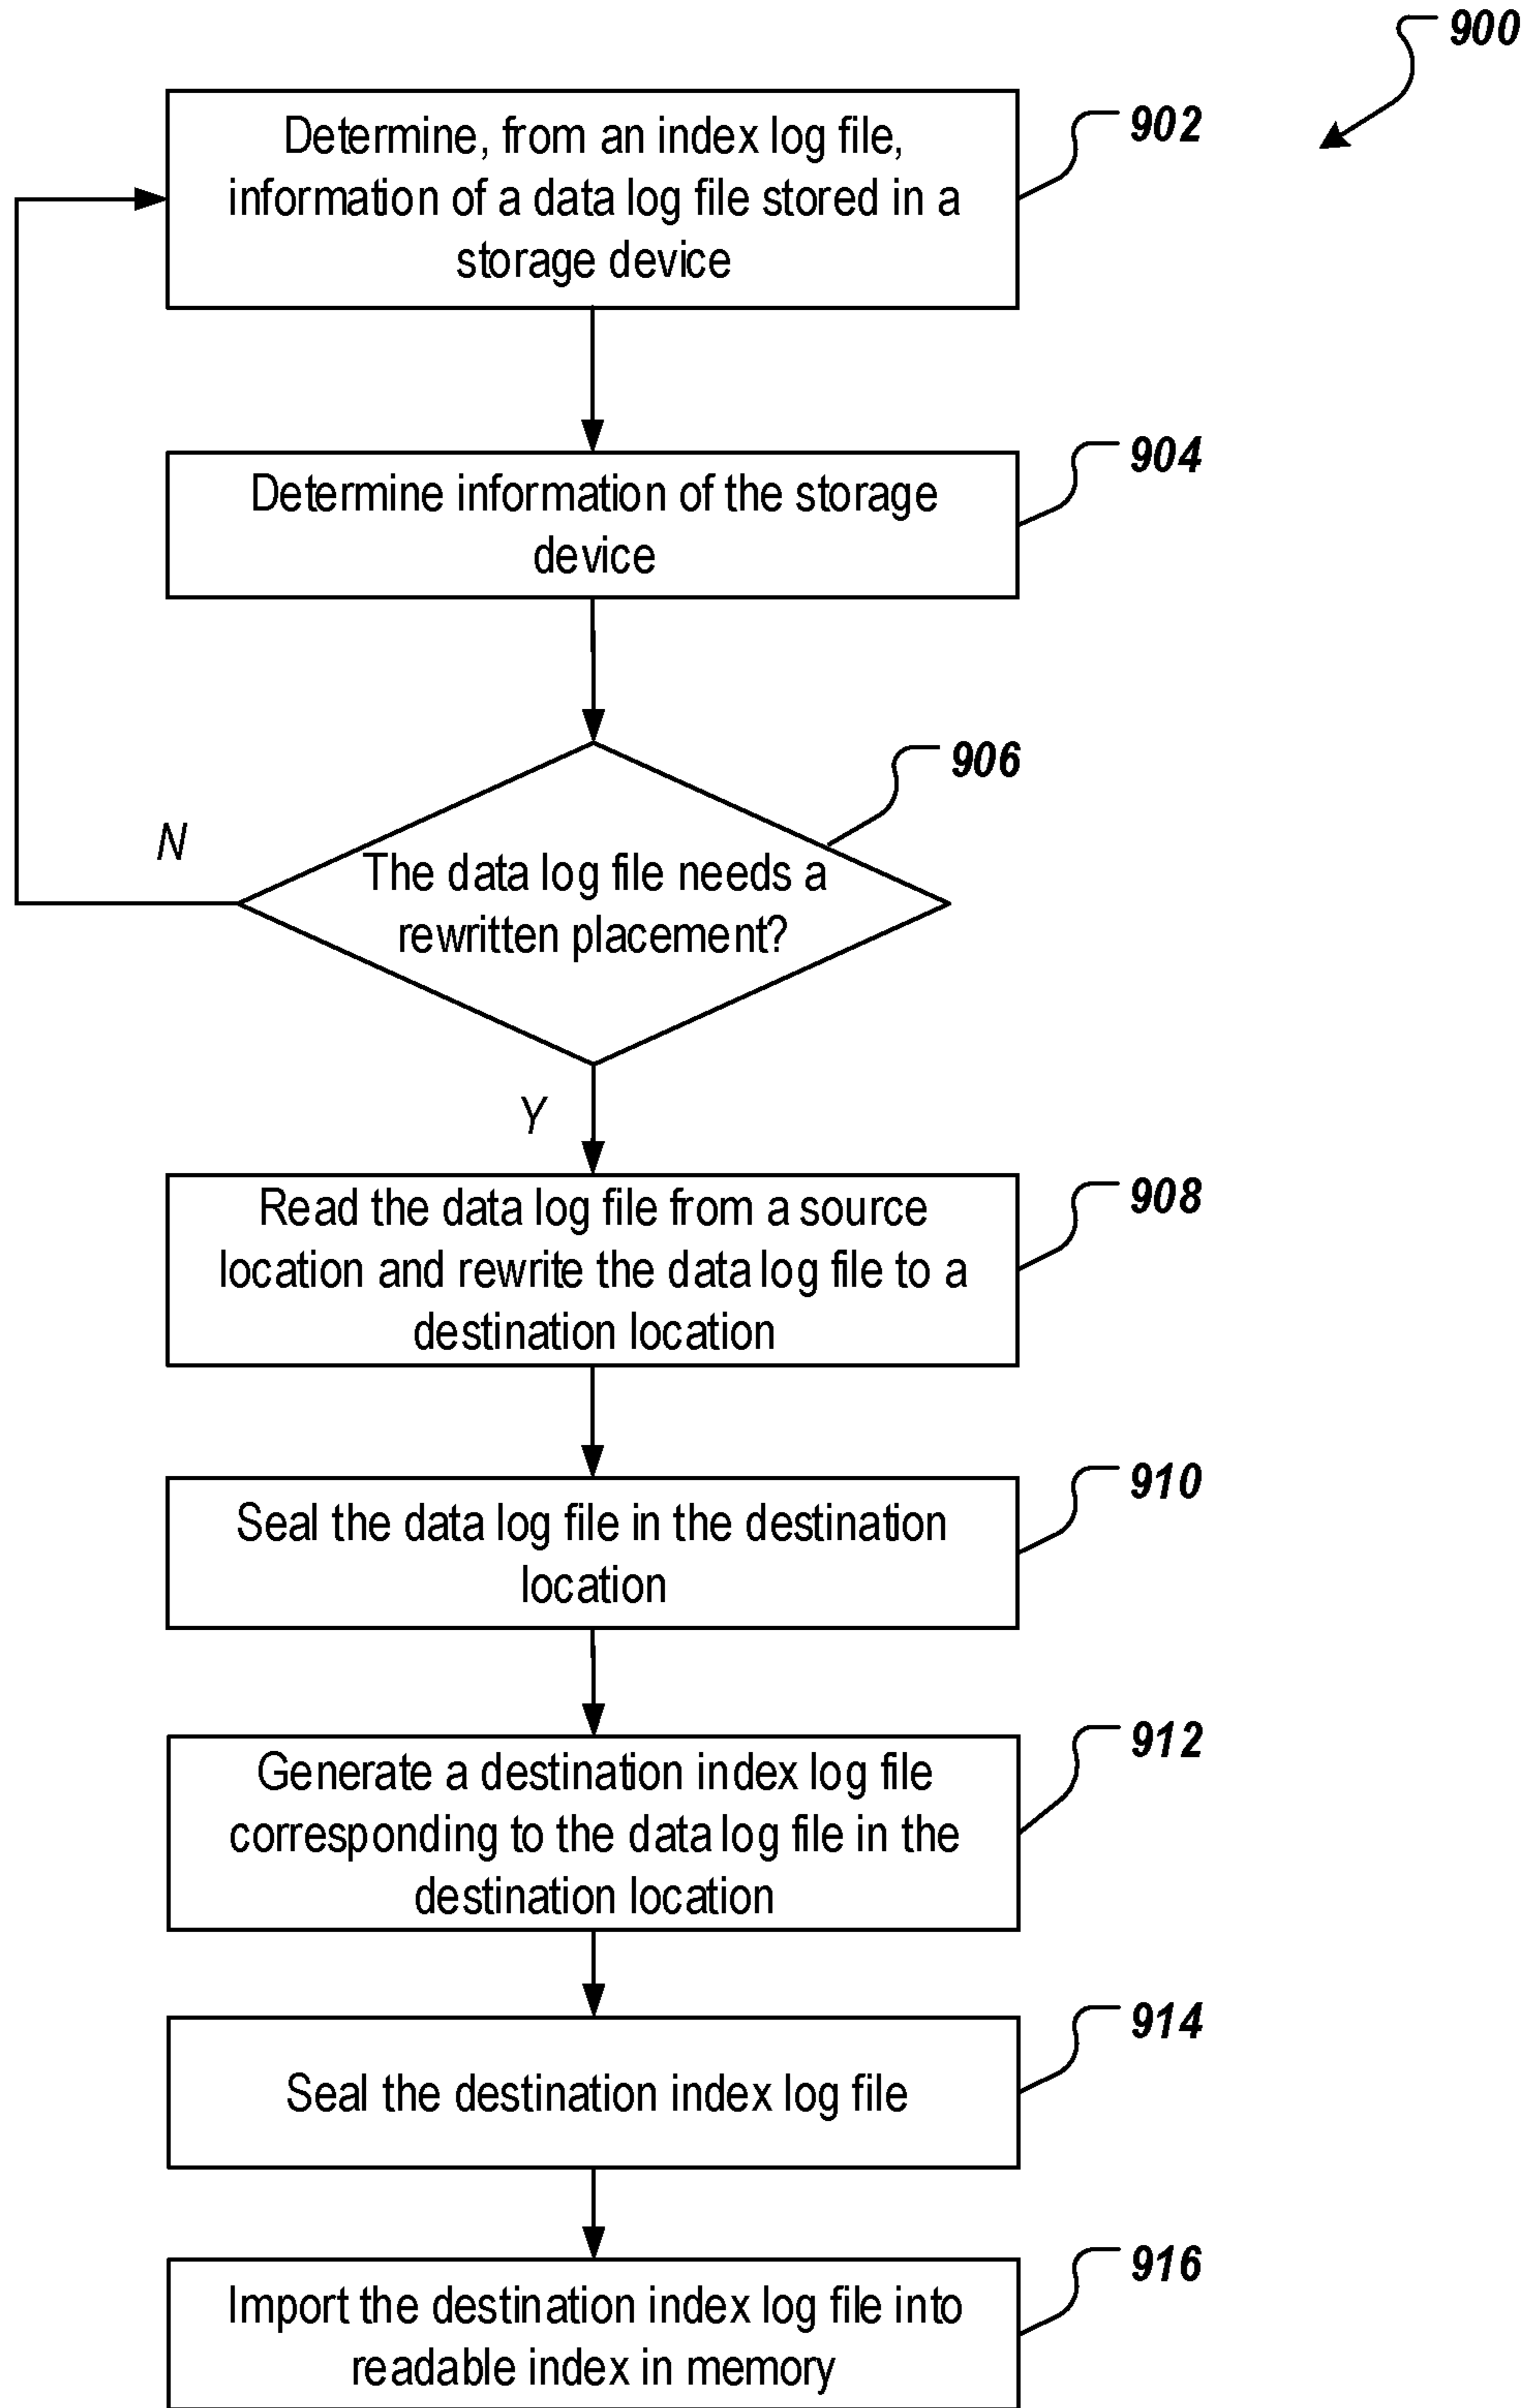 900
Determine, from an index log file,
information of a data log file stored in a
storage device
902
Determine information of the storage
device
904
The data log file needs a
rewritten placement?
906
N
Y
Read the data log file from a source
location and rewrite the data log file to a
destination location
908
Seal the data log file in the destination
location
910
Generate a destination index log file
corresponding to the data log file in the
destination location
912
Seal the destination index log file
914
Import the destination index log file into
readable index in memory
916